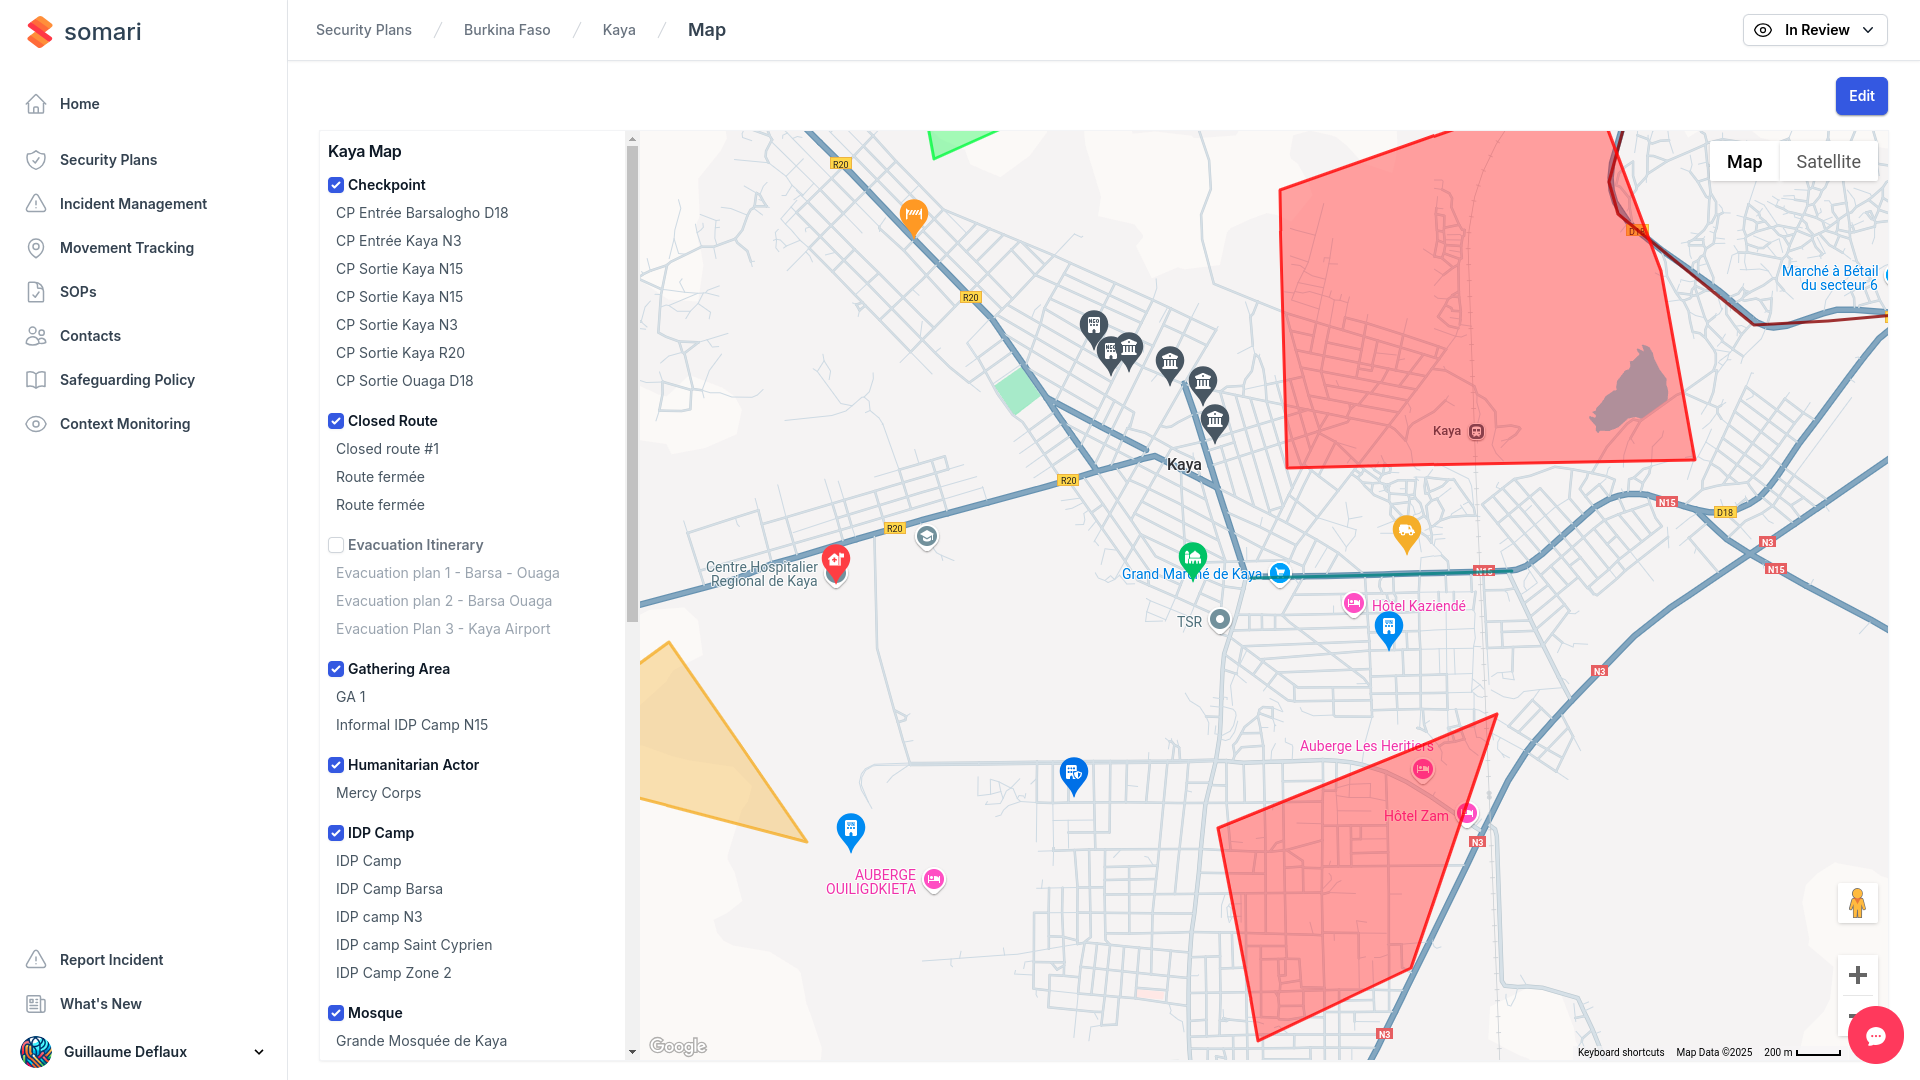 somari
Home
Security Plans
Incident Management
Movement Tracking
SOPs
Contacts
Safeguarding Policy
Context Monitoring
Report Incident
What's New
Guillaume Deflaux
Security Plans / Burkina Faso / Kaya / Map
In Review
Edit
Kaya Map
Checkpoint
CP Entrée Barsalogho D18
CP Entrée Kaya N3
CP Sortie Kaya N15
CP Sortie Kaya N15
CP Sortie Kaya N3
CP Sortie Kaya R20
CP Sortie Ouaga D18
Closed Route
Closed route #1
Route fermée
Route fermée
Evacuation Itinerary
Evacuation plan 1 - Barsa - Ouaga
Evacuation plan 2 - Barsa Ouaga
Evacuation Plan 3 - Kaya Airport
Gathering Area
GA 1
Informal IDP Camp N15
Humanitarian Actor
Mercy Corps
IDP Camp
IDP Camp
IDP Camp Barsa
IDP camp N3
IDP camp Saint Cyprien
IDP Camp Zone 2
Mosque
Grande Mosquée de Kaya
Map
Satellite
R20
D18
Marché à Bétail
du secteur 6
R20
NGO
Kaya
Kaya
R20
N15
D18
R20
N3
N15
N15
Centre Hospitalier
Regional de Kaya
Grand Marché de Kaya
Hôtel Kaziendé
TSR
UN
N3
Auberge Les Heritiers
Hôtel Zam
N3
UN
AUBERGE
OUILIGDKIETA
N3
Google
Keyboard shortcuts
Map Data ©2025
200 m